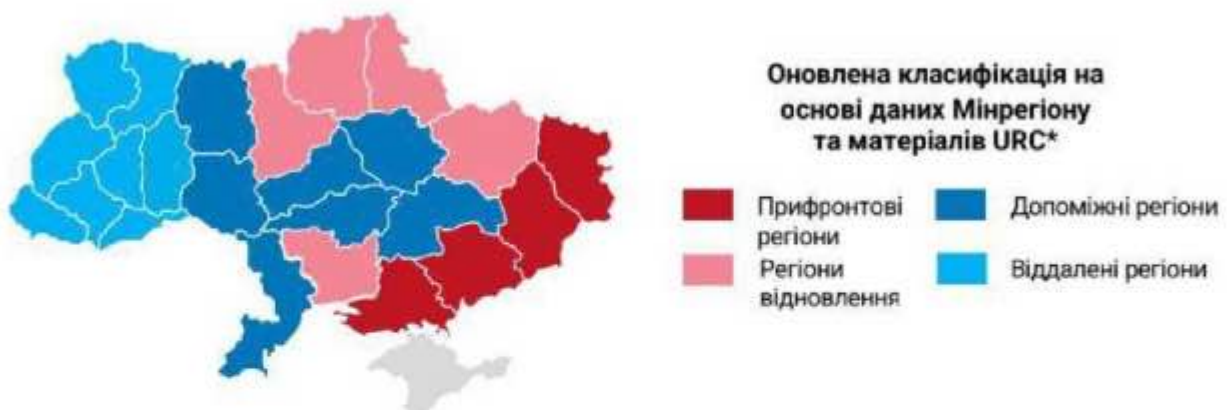 Оновлена класифікація на
основі даних Мінрегіону
та матеріалів URC*
Прифронтові
регіони
Допоміжні регіони
Регіони
відновлення
Віддалені регіони